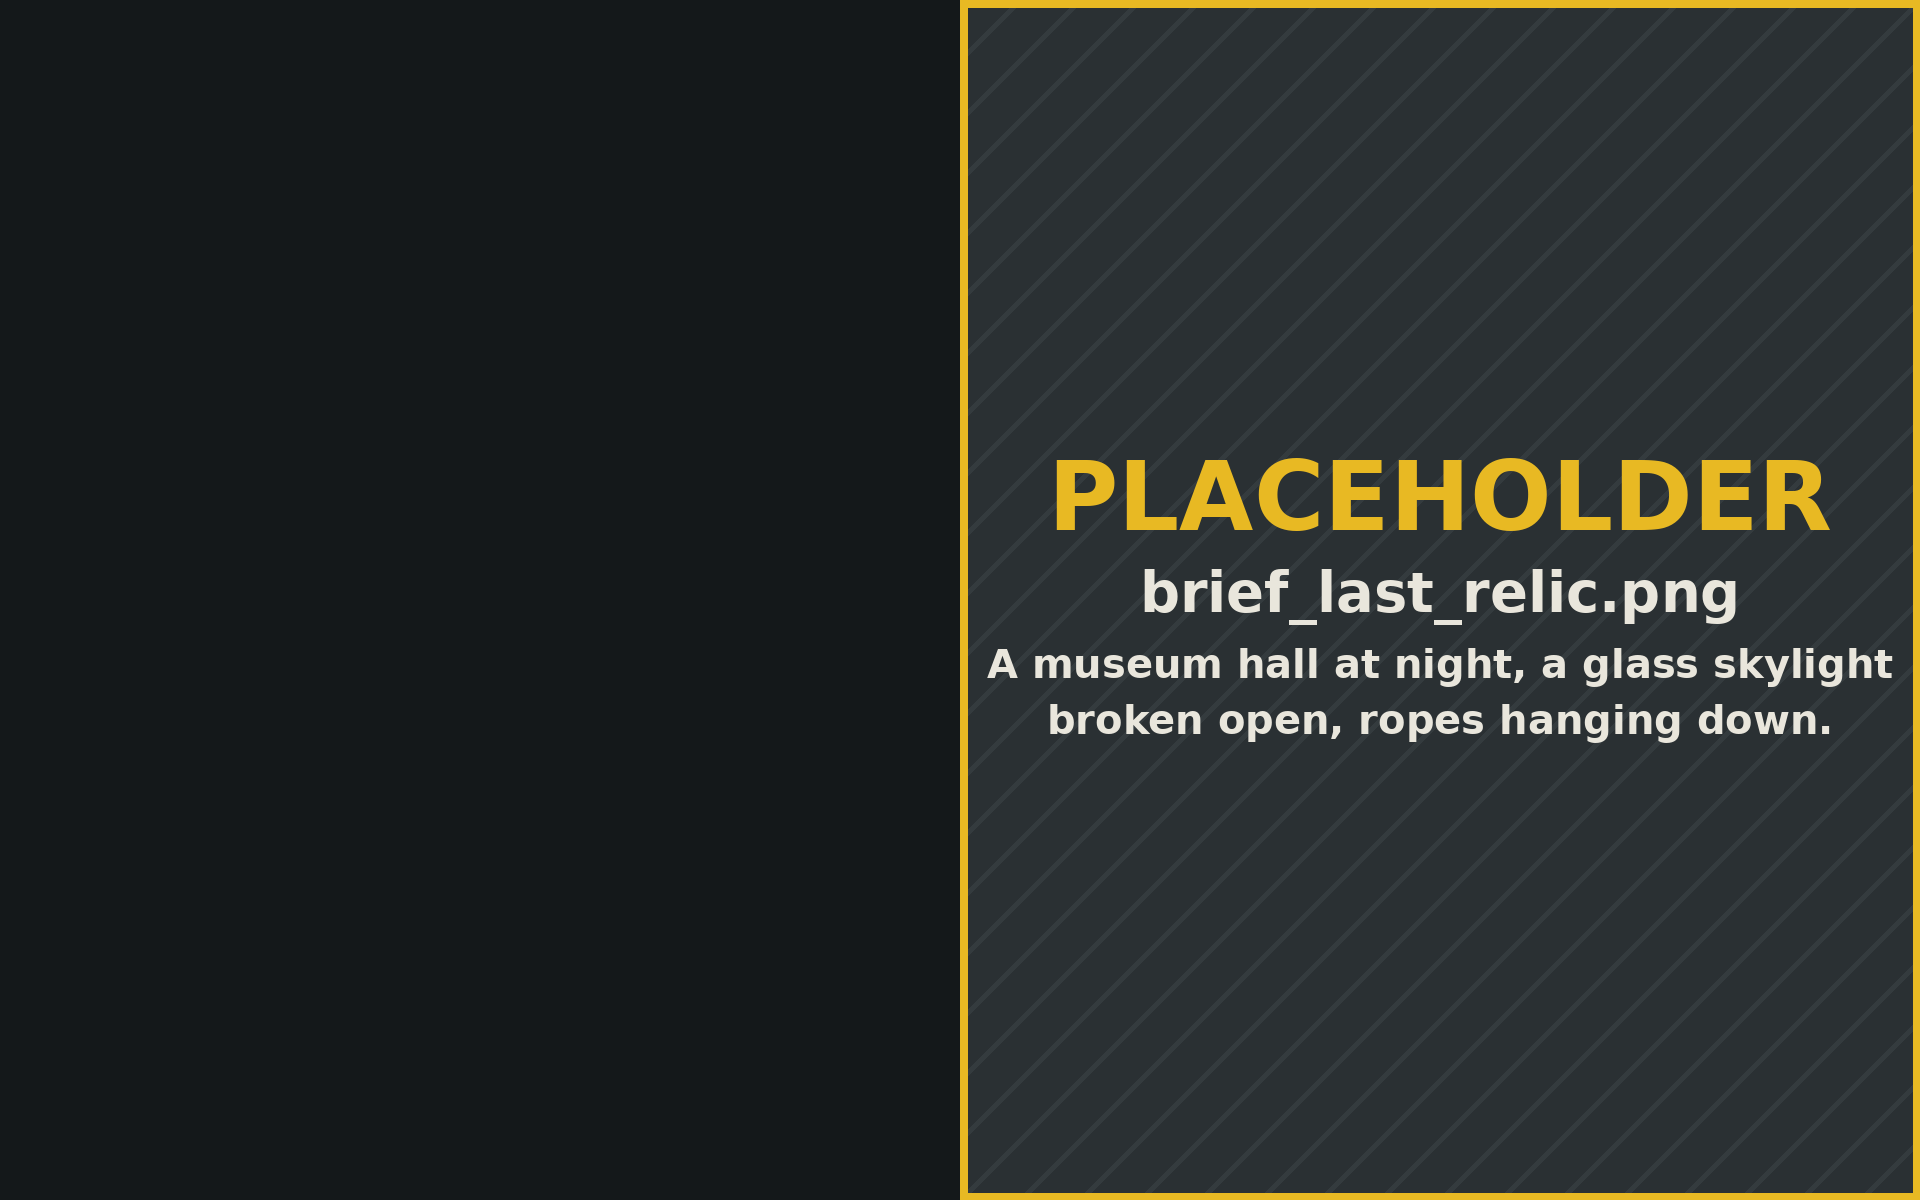 PLACEHOLDER
brief_last_relic.png
A museum hall at night, a glass skylight
broken open, ropes hanging down.